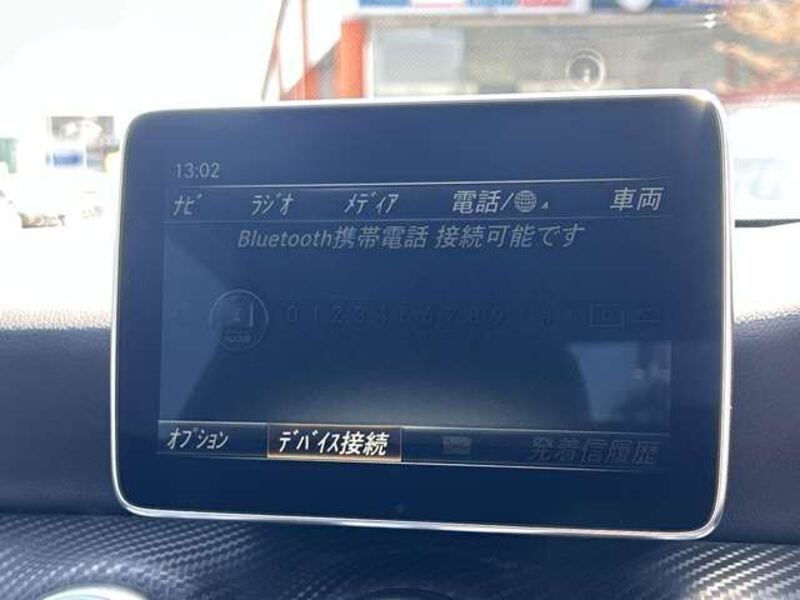 13:02
ナビ ラジオ メディア 電話/ 車両
Bluetooth携帯電話 接続可能です
オプション デバイス接続 発着信履歴